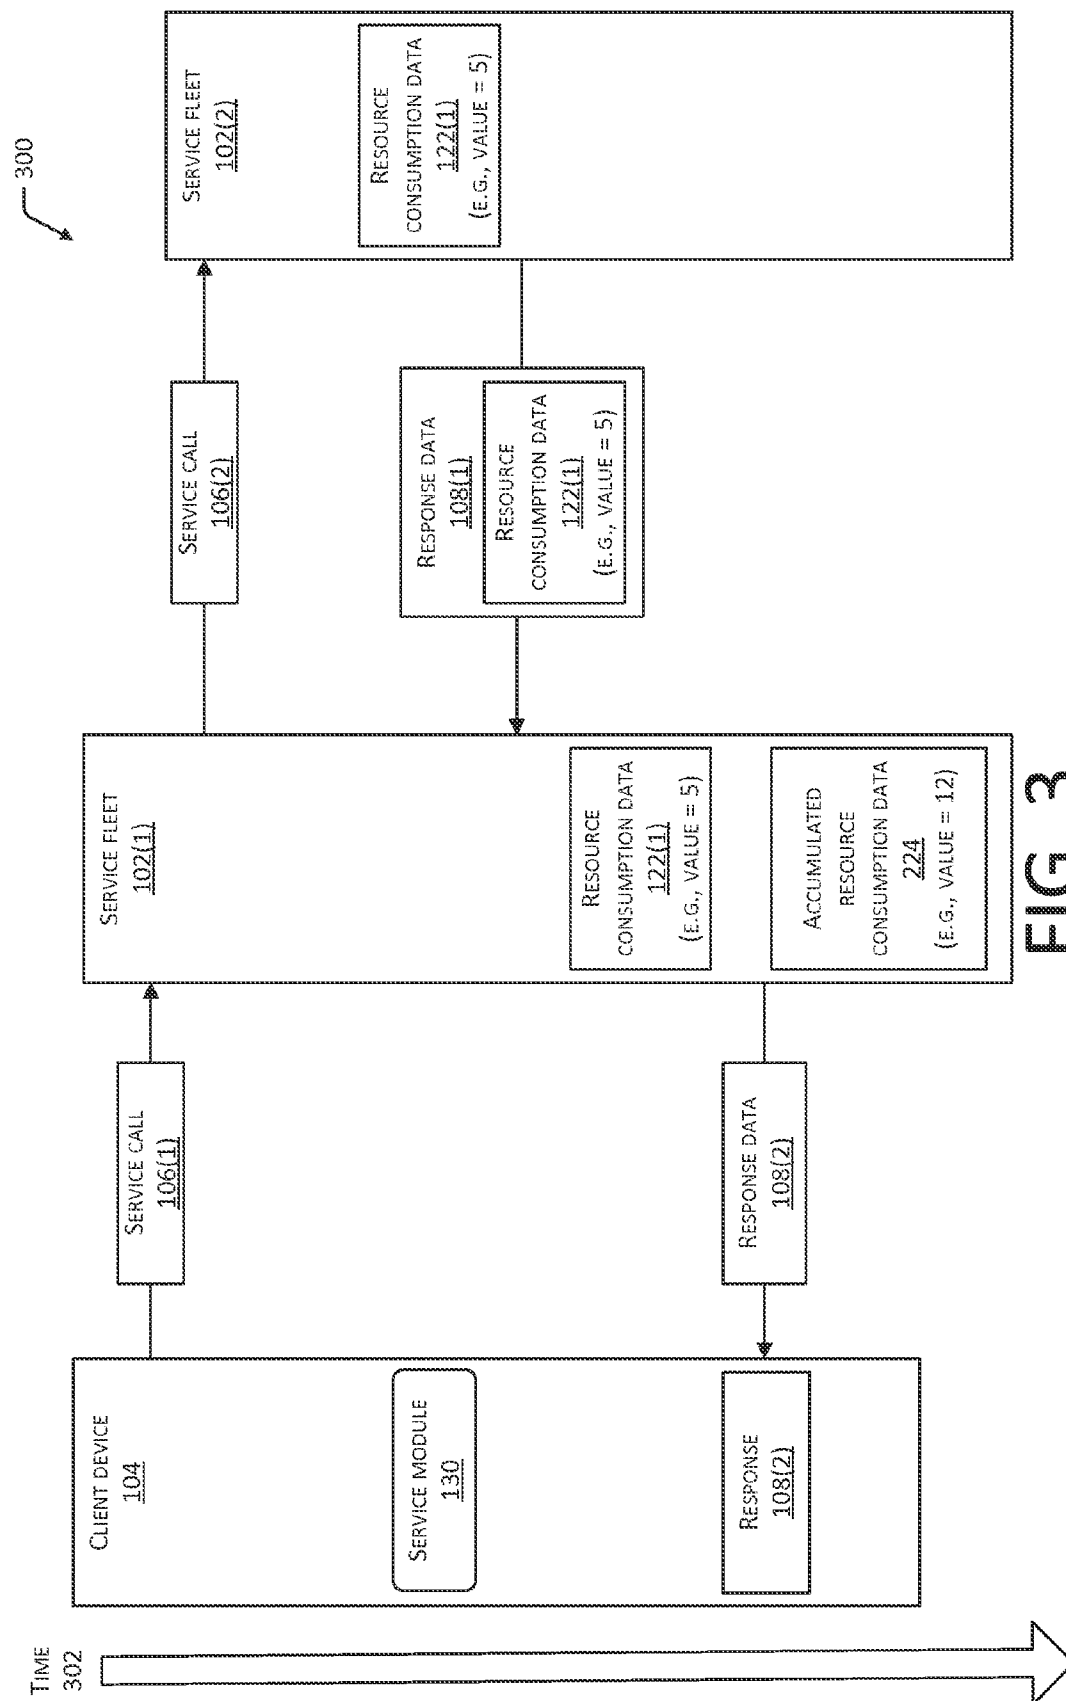 300
TIME
302
CLIENT DEVICE
104
SERVICE MODULE
130
RESPONSE
108(2)
SERVICE CALL
106(1)
RESPONSE DATA
108(2)
SERVICE FLEET
102(1)
RESOURCE
CONSUMPTION DATA
122(1)
(E.G., VALUE = 5)
ACCUMULATED
RESOURCE
CONSUMPTION DATA
224
(E.G., VALUE = 12)
SERVICE CALL
106(2)
RESPONSE DATA
108(1)
RESOURCE
CONSUMPTION DATA
122(1)
(E.G., VALUE = 5)
SERVICE FLEET
102(2)
RESOURCE
CONSUMPTION DATA
122(1)
(E.G., VALUE = 5)
FIG. 3